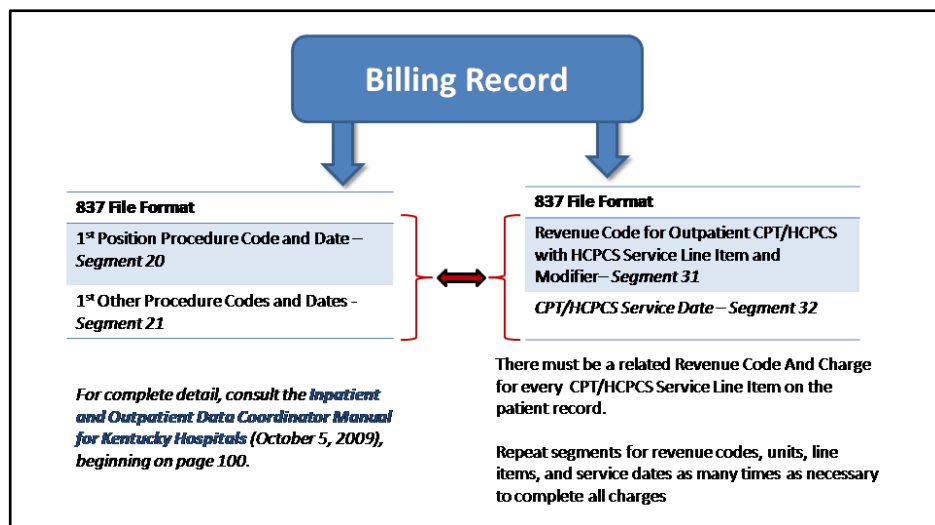 Billing Record
837 File Format
1st Position Procedure Code and Date –
Segment 20
1st Other Procedure Codes and Dates -
Segment 21
For complete detail, consult the Inpatient
and Outpatient Data Coordinator Manual
for Kentucky Hospitals (October 5, 2009),
beginning on page 100.
837 File Format
Revenue Code for Outpatient CPT/HCPCS
with HCPCS Service Line Item and
Modifier– Segment 31
CPT/HCPCS Service Date – Segment 32
There must be a related Revenue Code And Charge
for every CPT/HCPCS Service Line Item on the
patient record.
Repeat segments for revenue codes, units, line
items, and service dates as many times as necessary
to complete all charges